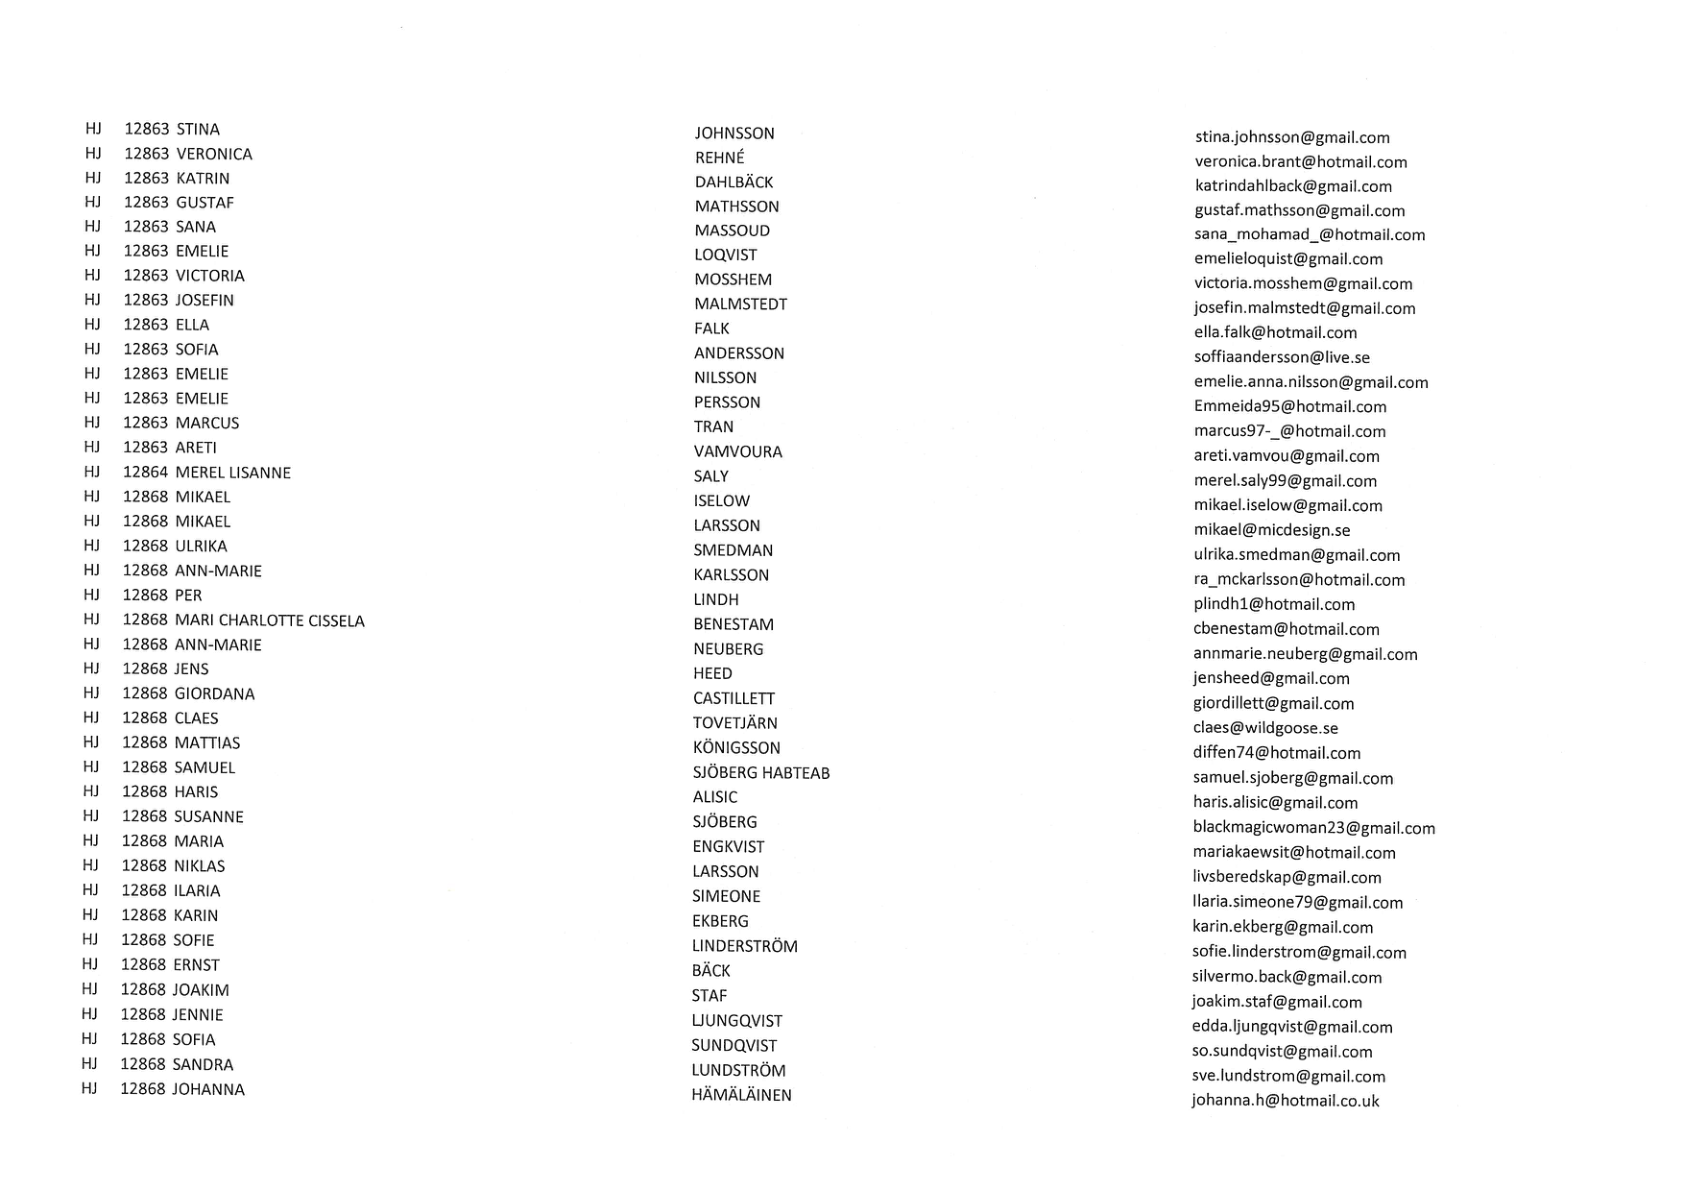 HJ 12863 STINA JOHNSSON stina.johnsson@gmail.com
HJ 12863 VERONICA REHNÉ veronica.brant@hotmail.com
HJ 12863 KATRIN DAHLBÄCK katrindahlback@gmail.com
HJ 12863 GUSTAF MATHSSON gustaf.mathsson@gmail.com
HJ 12863 SANA MASSOUD sana_mohamad_@hotmail.com
HJ 12863 EMELIE LOQVIST emelieloquist@gmail.com
HJ 12863 VICTORIA MOSSHEM victoria.mosshem@gmail.com
HJ 12863 JOSEFIN MALMSTEDT josefin.malmstedt@gmail.com
HJ 12863 ELLA FALK ella.falk@hotmail.com
HJ 12863 SOFIA ANDERSSON soffiaandersson@live.se
HJ 12863 EMELIE NILSSON emelie.anna.nilsson@gmail.com
HJ 12863 EMELIE PERSSON Emmeida95@hotmail.com
HJ 12863 MARCUS TRAN marcus97-_@hotmail.com
HJ 12863 ARETI VAMVOURA areti.vamvou@gmail.com
HJ 12864 MEREL LISANNE SALY merel.saly99@gmail.com
HJ 12868 MIKAEL ISELOW mikael.iselow@gmail.com
HJ 12868 MIKAEL LARSSON mikael@micdesign.se
HJ 12868 ULRIKA SMEDMAN ulrika.smedman@gmail.com
HJ 12868 ANN-MARIE KARLSSON ra_mckarlsson@hotmail.com
HJ 12868 PER LINDH plindh1@hotmail.com
HJ 12868 MARI CHARLOTTE CISSELA BENESTAM cbenestam@hotmail.com
HJ 12868 ANN-MARIE NEUBERG annmarie.neuberg@gmail.com
HJ 12868 JENS HEED jensheed@gmail.com
HJ 12868 GIORDANA CASTILLETT giordillett@gmail.com
HJ 12868 CLAES TOVETJÄRN claes@wildgoose.se
HJ 12868 MATTIAS KÖNIGSSON diffen74@hotmail.com
HJ 12868 SAMUEL SJÖBERG HABTEAB samuel.sjoberg@gmail.com
HJ 12868 HARIS ALISIC haris.alisic@gmail.com
HJ 12868 SUSANNE SJÖBERG blackmagicwoman23@gmail.com
HJ 12868 MARIA ENGKVIST mariakaewsit@hotmail.com
HJ 12868 NIKLAS LARSSON livsberedskap@gmail.com
HJ 12868 ILARIA SIMEONE Ilaria.simeone79@gmail.com
HJ 12868 KARIN EKBERG karin.ekberg@gmail.com
HJ 12868 SOFIE LINDERSTRÖM sofie.linderstrom@gmail.com
HJ 12868 ERNST BÄCK silvermo.back@gmail.com
HJ 12868 JOAKIM STAF joakim.staf@gmail.com
HJ 12868 JENNIE LJUNGQVIST edda.ljungqvist@gmail.com
HJ 12868 SOFIA SUNDQVIST so.sundqvist@gmail.com
HJ 12868 SANDRA LUNDSTRÖM sve.lundstrom@gmail.com
HJ 12868 JOHANNA HÄMÄLÄINEN johanna.h@hotmail.co.uk